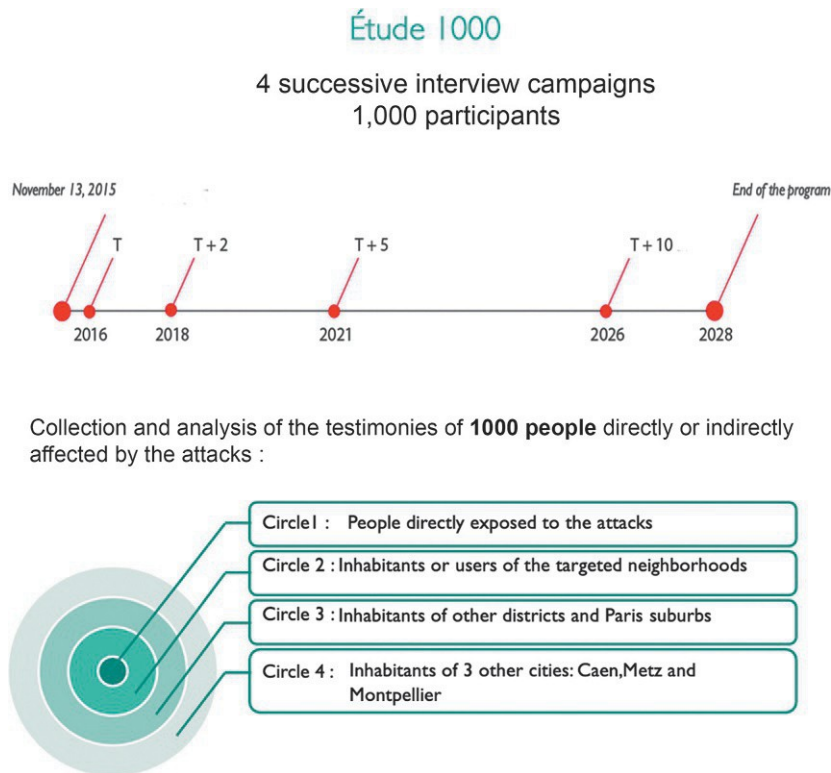 Étude 1000
4 successive interview campaigns
1,000 participants
November 13, 2015
End of the program
T
T + 2
T + 5
T + 10
2016
2018
2021
2026
2028
Collection and analysis of the testimonies of 1000 people directly or indirectly
affected by the attacks :
Circle1 : People directly exposed to the attacks
Circle 2 : Inhabitants or users of the targeted neighborhoods
Circle 3 : Inhabitants of other districts and Paris suburbs
Circle 4 : Inhabitants of 3 other cities: Caen,Metz and
Montpellier